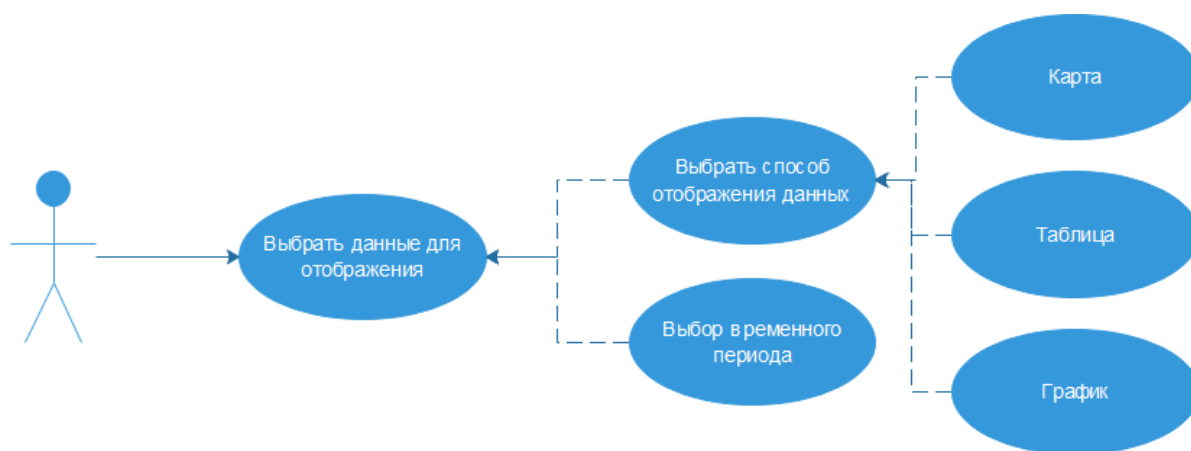 Выбрать данные для
отображения
Выбрать способ
отображения данных
Выбор временного
периода
Карта
Таблица
График